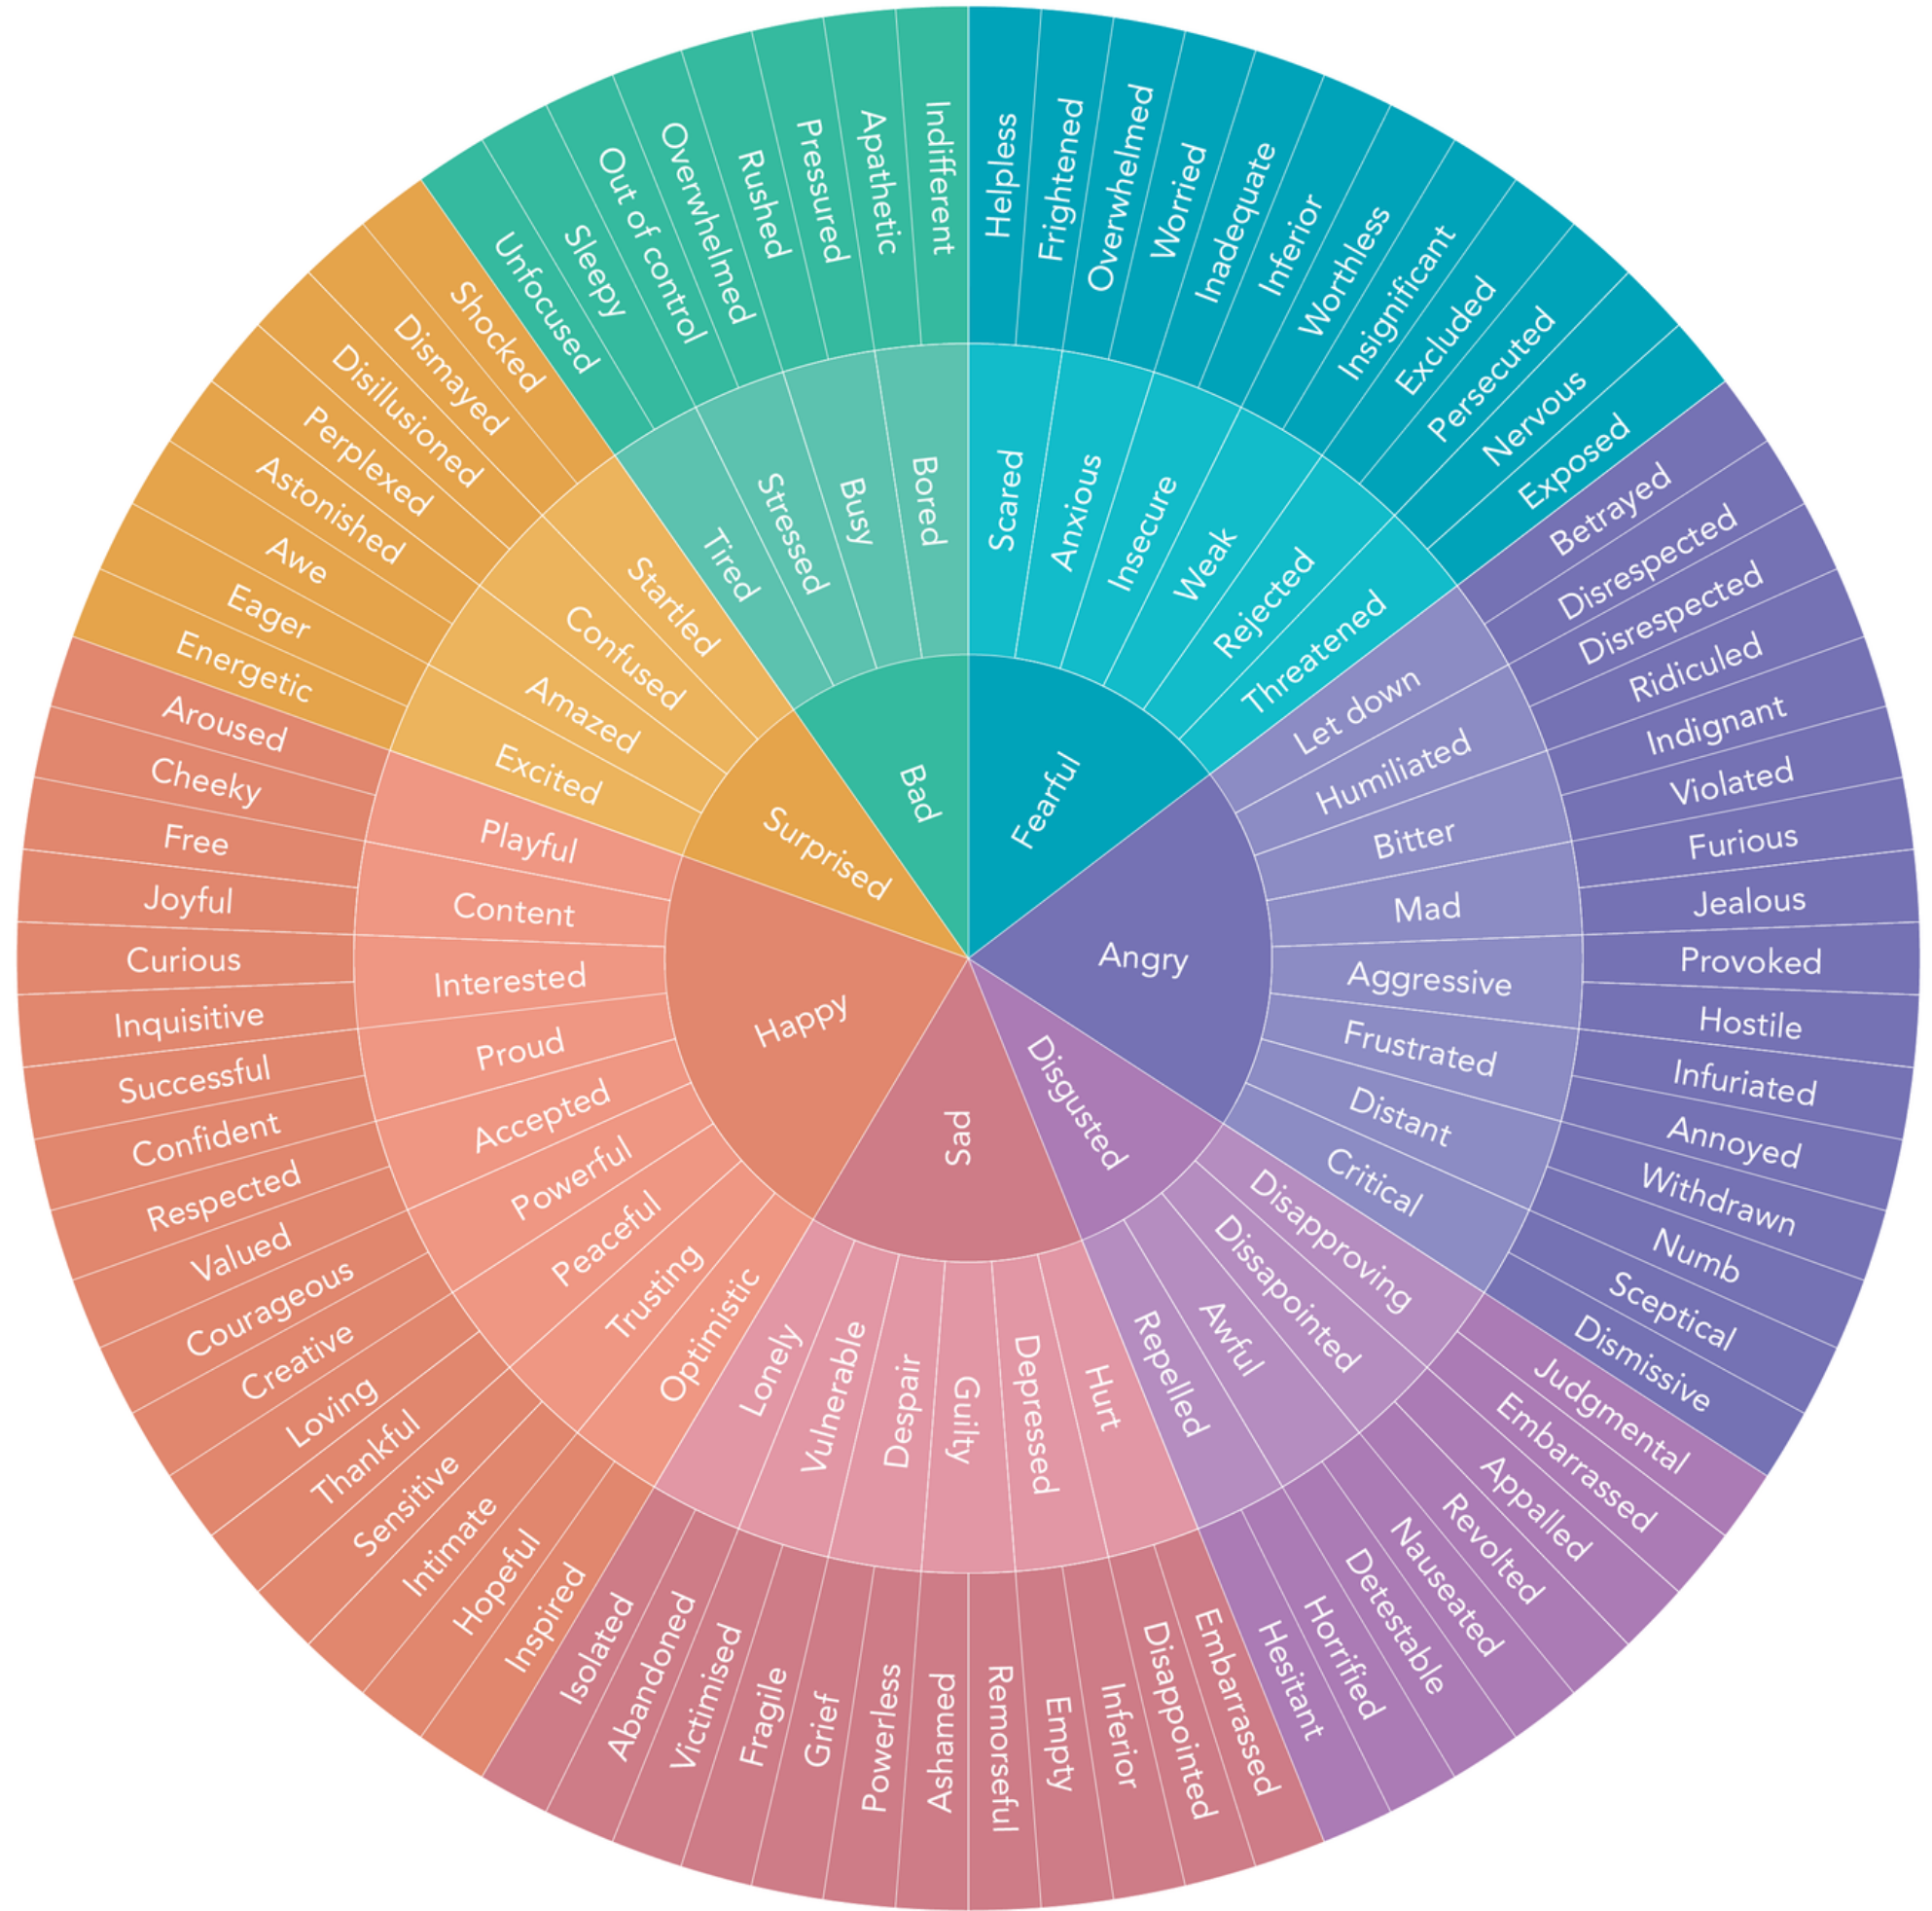 Fearful
Angry
Disgusted
Sad
Happy
Surprised
Bad
Scared
Anxious
Insecure
Weak
Rejected
Threatened
Let down
Humiliated
Bitter
Mad
Aggressive
Frustrated
Distant
Critical
Disapproving
Dissapointed
Awful
Repelled
Hurt
Depressed
Guilty
Despair
Vulnerable
Lonely
Optimistic
Trusting
Peaceful
Powerful
Accepted
Proud
Interested
Content
Playful
Excited
Amazed
Confused
Startled
Tired
Stressed
Busy
Bored
Helpless
Frightened
Overwhelmed
Worried
Inadequate
Inferior
Worthless
Insignificant
Excluded
Persecuted
Nervous
Exposed
Betrayed
Disrespected
Disrespected
Ridiculed
Indignant
Violated
Furious
Jealous
Provoked
Hostile
Infuriated
Annoyed
Withdrawn
Numb
Sceptical
Dismissive
Judgmental
Embarrassed
Appalled
Revolted
Nauseated
Detestable
Horrified
Hesitant
Embarrassed
Disappointed
Inferior
Empty
Remorseful
Ashamed
Powerless
Grief
Fragile
Victimised
Abandoned
Isolated
Inspired
Hopeful
Intimate
Sensitive
Thankful
Loving
Creative
Courageous
Valued
Respected
Confident
Successful
Inquisitive
Curious
Joyful
Free
Cheeky
Aroused
Energetic
Eager
Awe
Astonished
Perplexed
Disillusioned
Dismayed
Shocked
Unfocused
Sleepy
Out of control
Overwhelmed
Rushed
Pressured
Apathetic
Indifferent